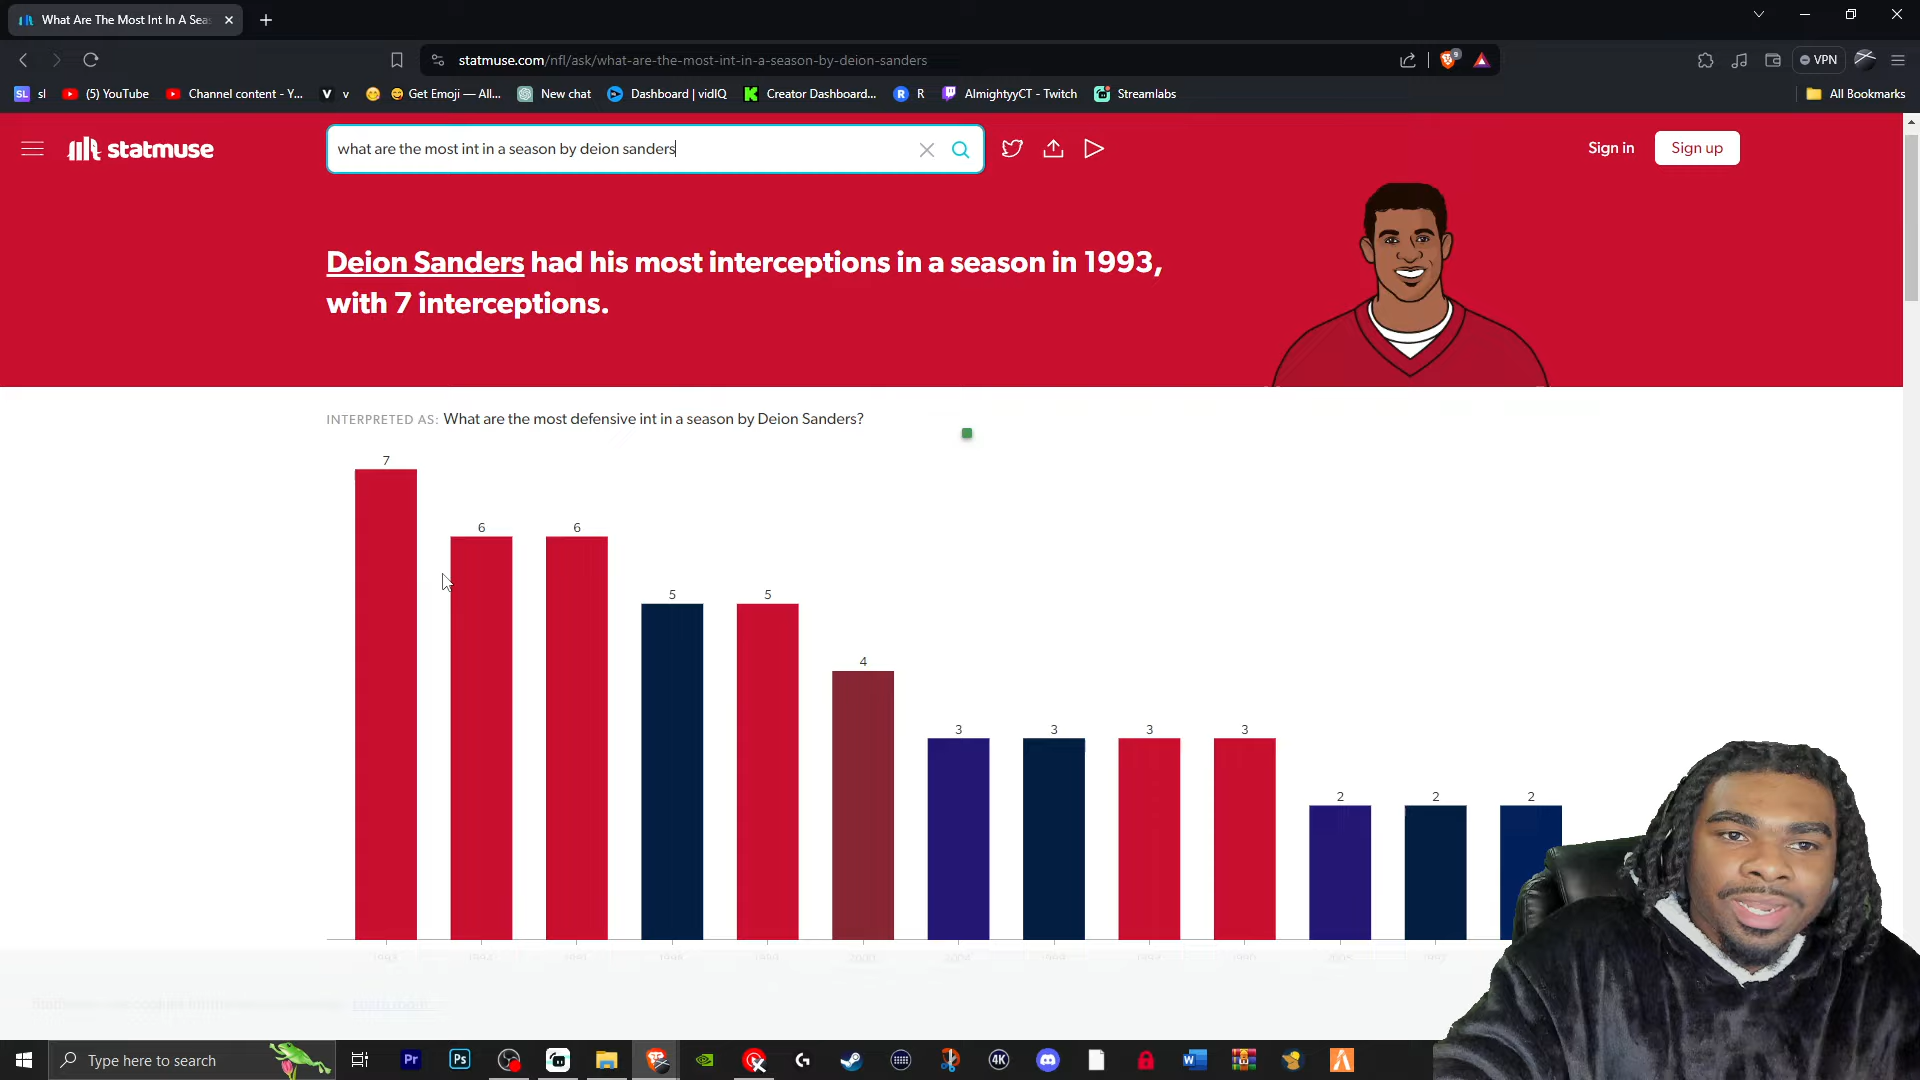 What Are The Most Int In A Sea
statmuse.com/nfl/ask/what-are-the-most-int-in-a-season-by-deion-sanders
9
VPN
SL sl
(5) YouTube
Channel content - Y...
V v
Get Emoji — All...
New chat
Dashboard | vidIQ
Creator Dashboard...
R R
AlmightyyCT - Twitch
Streamlabs
All Bookmarks
statmuse
what are the most int in a season by deion sanders
Sign in
Sign up
Deion Sanders had his most interceptions in a season in 1993,
with 7 interceptions.
INTERPRETED AS: What are the most defensive int in a season by Deion Sanders?
7
6
6
5
5
4
3
3
3
3
2
2
2
Type here to search
Pr
Ps
4K